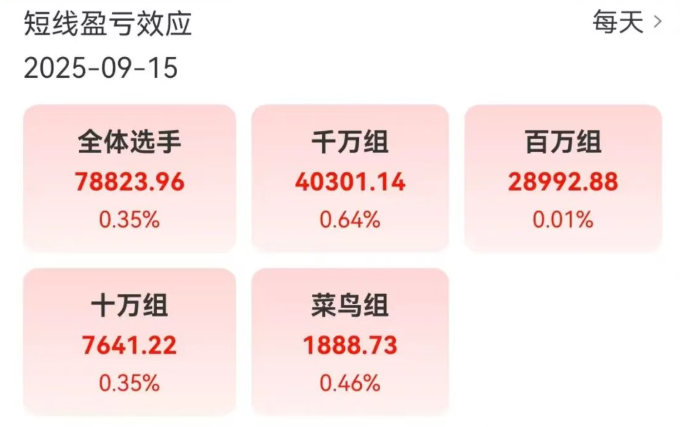 短线盈亏效应
每天 >
2025-09-15
全体选手
78823.96
0.35%
千万组
40301.14
0.64%
百万组
28992.88
0.01%
十万组
7641.22
0.35%
菜鸟组
1888.73
0.46%